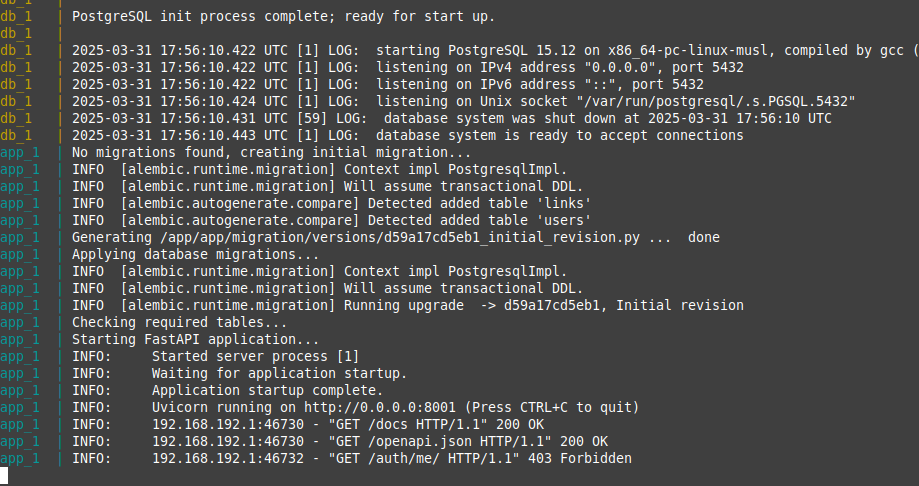 db_1 |
db_1 | PostgreSQL init process complete; ready for start up.
db_1 |
db_1 | 2025-03-31 17:56:10.422 UTC [1] LOG:  starting PostgreSQL 15.12 on x86_64-pc-linux-musl, compiled by gcc (
db_1 | 2025-03-31 17:56:10.422 UTC [1] LOG:  listening on IPv4 address "0.0.0.0", port 5432
db_1 | 2025-03-31 17:56:10.422 UTC [1] LOG:  listening on IPv6 address "::", port 5432
db_1 | 2025-03-31 17:56:10.424 UTC [1] LOG:  listening on Unix socket "/var/run/postgresql/.s.PGSQL.5432"
db_1 | 2025-03-31 17:56:10.431 UTC [59] LOG:  database system was shut down at 2025-03-31 17:56:10 UTC
db_1 | 2025-03-31 17:56:10.443 UTC [1] LOG:  database system is ready to accept connections
app_1 | No migrations found, creating initial migration...
app_1 | INFO  [alembic.runtime.migration] Context impl PostgresqlImpl.
app_1 | INFO  [alembic.runtime.migration] Will assume transactional DDL.
app_1 | INFO  [alembic.autogenerate.compare] Detected added table 'links'
app_1 | INFO  [alembic.autogenerate.compare] Detected added table 'users'
app_1 | Generating /app/app/migration/versions/d59a17cd5eb1_initial_revision.py ...  done
app_1 | Applying database migrations...
app_1 | INFO  [alembic.runtime.migration] Context impl PostgresqlImpl.
app_1 | INFO  [alembic.runtime.migration] Will assume transactional DDL.
app_1 | INFO  [alembic.runtime.migration] Running upgrade  -> d59a17cd5eb1, Initial revision
app_1 | Checking required tables...
app_1 | Starting FastAPI application...
app_1 | INFO:     Started server process [1]
app_1 | INFO:     Waiting for application startup.
app_1 | INFO:     Application startup complete.
app_1 | INFO:     Uvicorn running on http://0.0.0.0:8001 (Press CTRL+C to quit)
app_1 | INFO:     192.168.192.1:46730 - "GET /docs HTTP/1.1" 200 OK
app_1 | INFO:     192.168.192.1:46730 - "GET /openapi.json HTTP/1.1" 200 OK
app_1 | INFO:     192.168.192.1:46732 - "GET /auth/me/ HTTP/1.1" 403 Forbidden